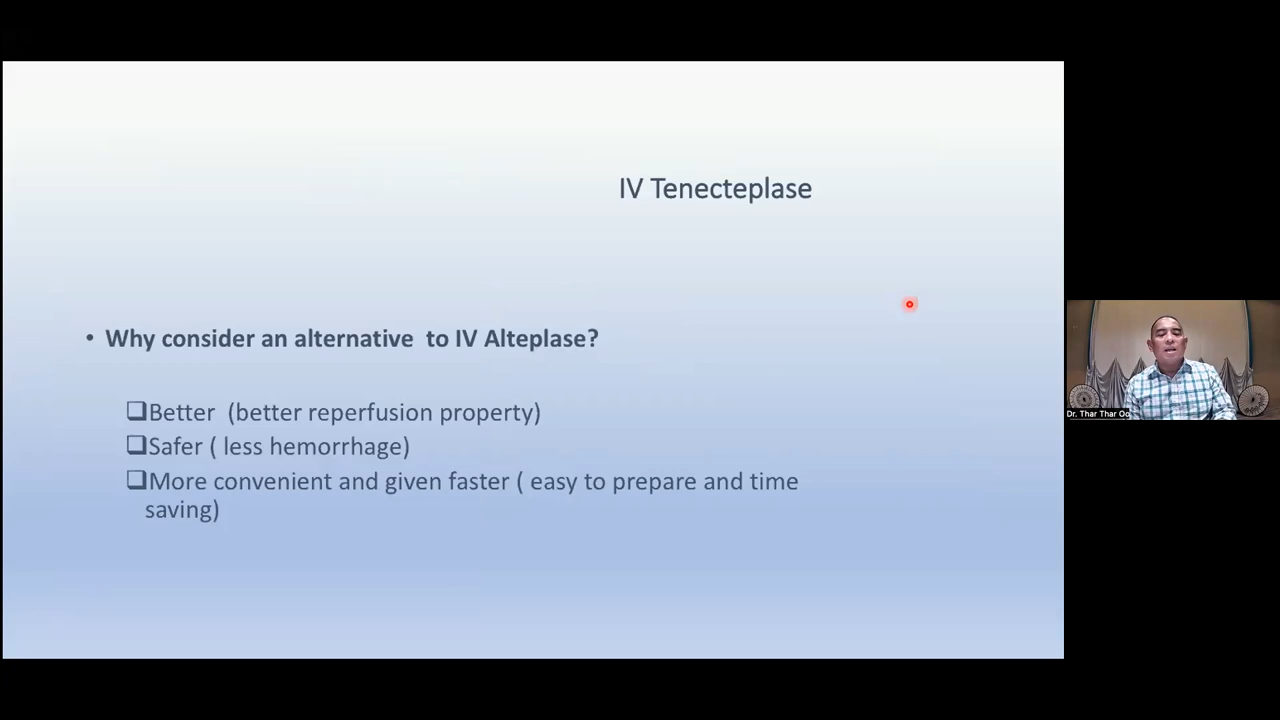 IV Tenecteplase
• Why consider an alternative  to IV Alteplase?
❑Better  (better reperfusion property)
❑Safer ( less hemorrhage)
❑More convenient and given faster ( easy to prepare and time
saving)
Dr. Thar Thar Oo